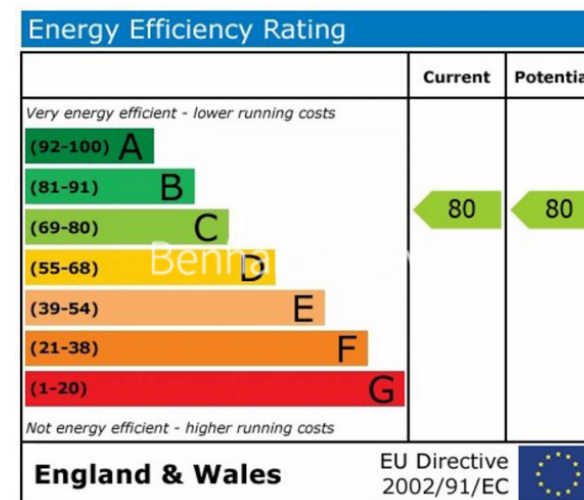 Energy Efficiency Rating
Current Potentia
Very energy efficient - lower running costs
(92-100) A
(81-91) B
(69-80) C
80 80
(55-68) D
Benha
(39-54) E
(21-38) F
(1-20) G
Not energy efficient - higher running costs
England & Wales
EU Directive
2002/91/EC